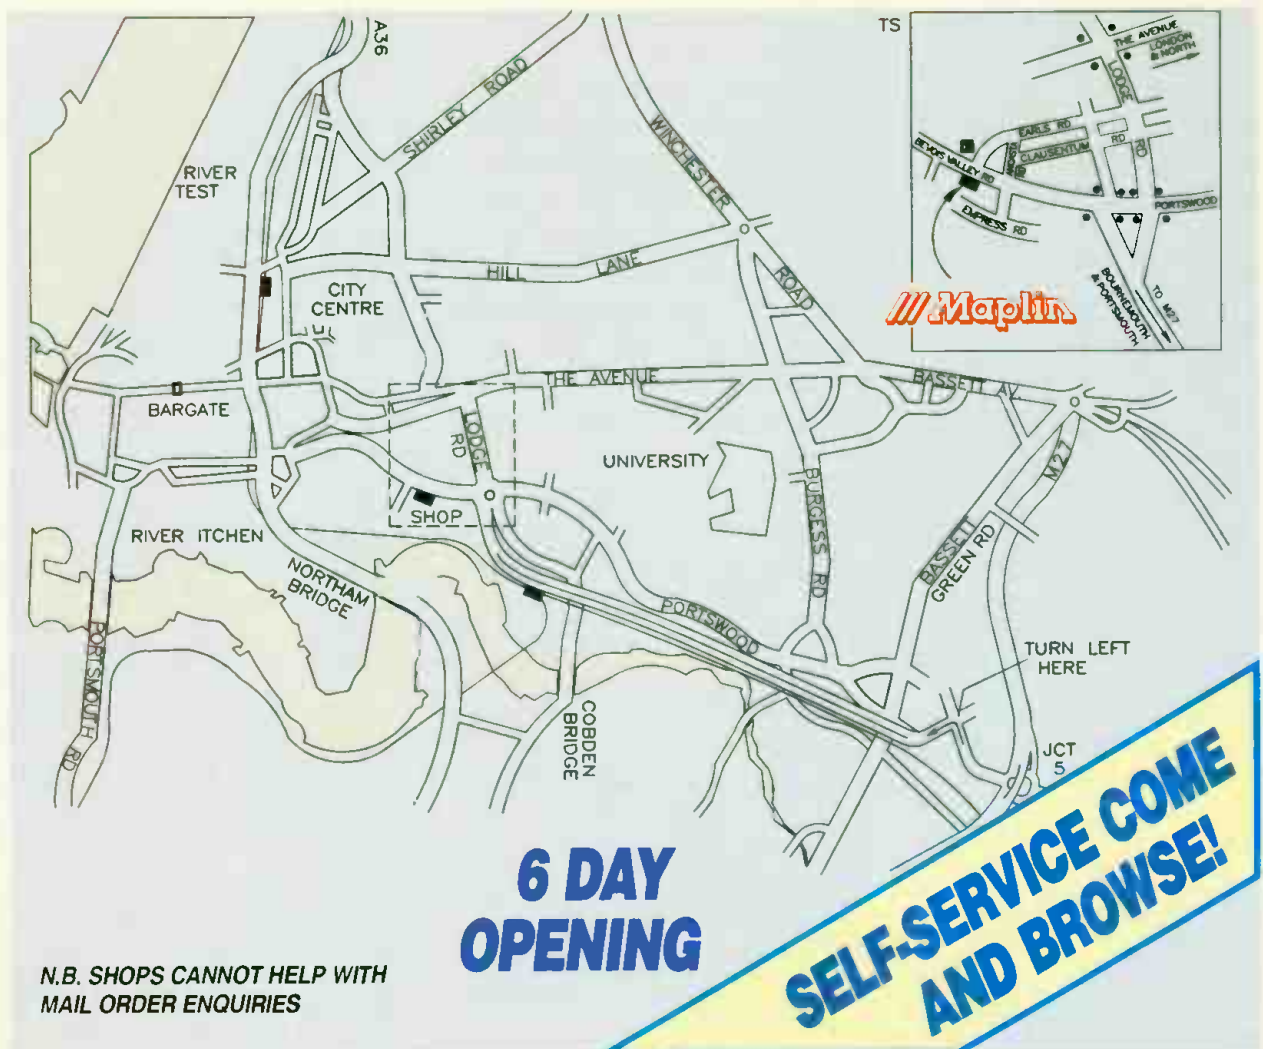 A36
SHIRLEY ROAD
WINCHESTER
ROAD
RIVER
TEST
CITY
CENTRE
HILL LANE
THE AVENUE
BASSETT AV.
BARGATE
LODGE
RD
UNIVERSITY
SHOP
RIVER ITCHEN
NORTHAM
BRIDGE
BURGESS RD
BASSETT
GREEN RD
M27
PORTSWOOD
PORTSMOUTH RD
COBDEN
BRIDGE
TURN LEFT
HERE
JCT
5
TS
THE AVENUE
LONDON
& NORTH
LODGE
RD
EARLS RD
CLAUSENTUM
RD
BEVOIS VALLEY RD
EMPRESS RD
PORTSWOOD
BOURNEMOUTH
& PORTSMOUTH
TO M27
Maplin
6 DAY
OPENING
SELF-SERVICE COME
AND BROWSE!
N.B. SHOPS CANNOT HELP WITH
MAIL ORDER ENQUIRIES